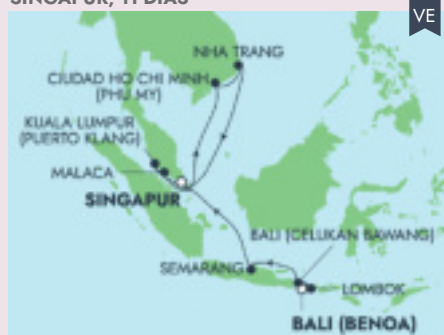 SINGAPUR, 11 DÍAS
VE
NHA TRANG
CIUDAD HO CHI MINH
(PHU MY)
KUALA LUMPUR
(PUERTO KLANG)
MALACA
SINGAPUR
BALI (CELUKAN BAWANG)
SEMARANG
LOMBOK
BALI (BENOA)